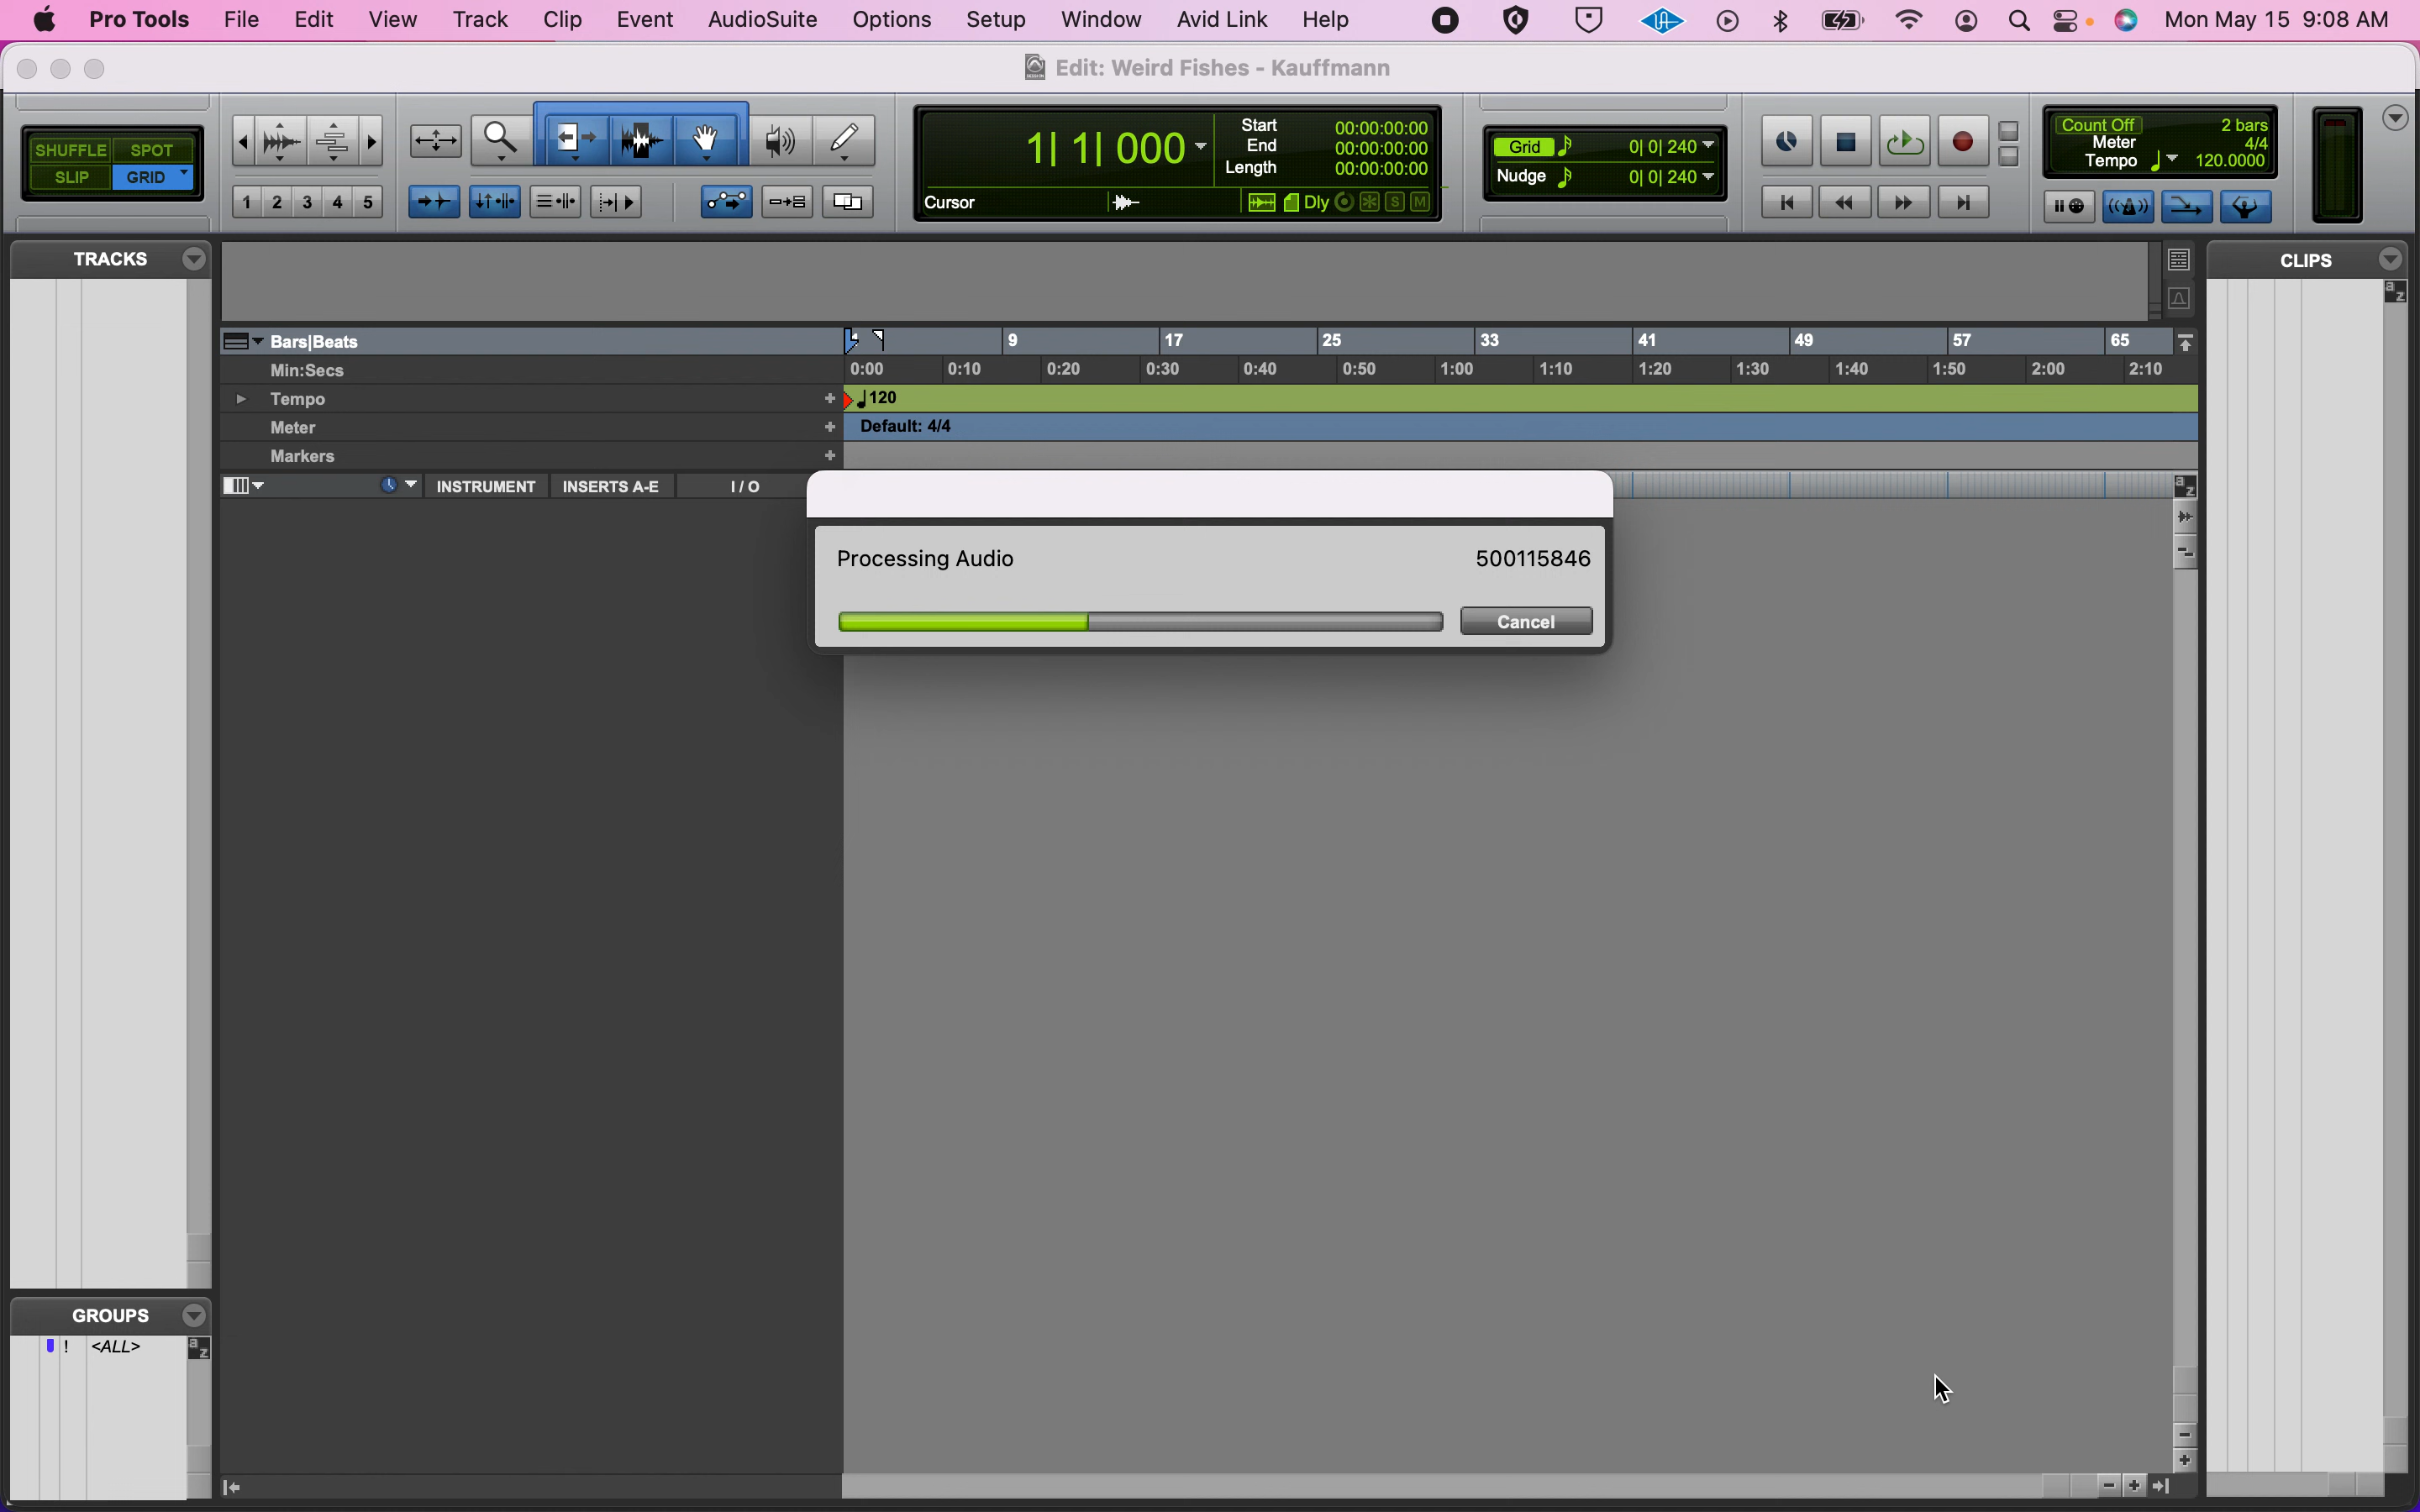 Pro Tools File Edit View Track Clip Event AudioSuite Options Setup Window Avid Link Help Mon May 15 9:08 AM
Edit: Weird Fishes - Kauffmann
SHUFFLE SPOT
SLIP GRID
1 2 3 4 5
1| 1| 000
Start 00:00:00:00
End 00:00:00:00
Length 00:00:00:00
Cursor Dly S M
Grid 0| 0| 240
Nudge 0| 0| 240
Count Off 2 bars
Meter 4/4
Tempo 120.0000
TRACKS
CLIPS
a z
Bars|Beats 9 17 25 33 41 49 57 65
Min:Secs 0:00 0:10 0:20 0:30 0:40 0:50 1:00 1:10 1:20 1:30 1:40 1:50 2:00 2:10
Tempo + 120
Meter + Default: 4/4
Markers +
INSTRUMENT INSERTS A-E I / O a z
Processing Audio 500115846
Cancel
GROUPS
! <ALL> a z